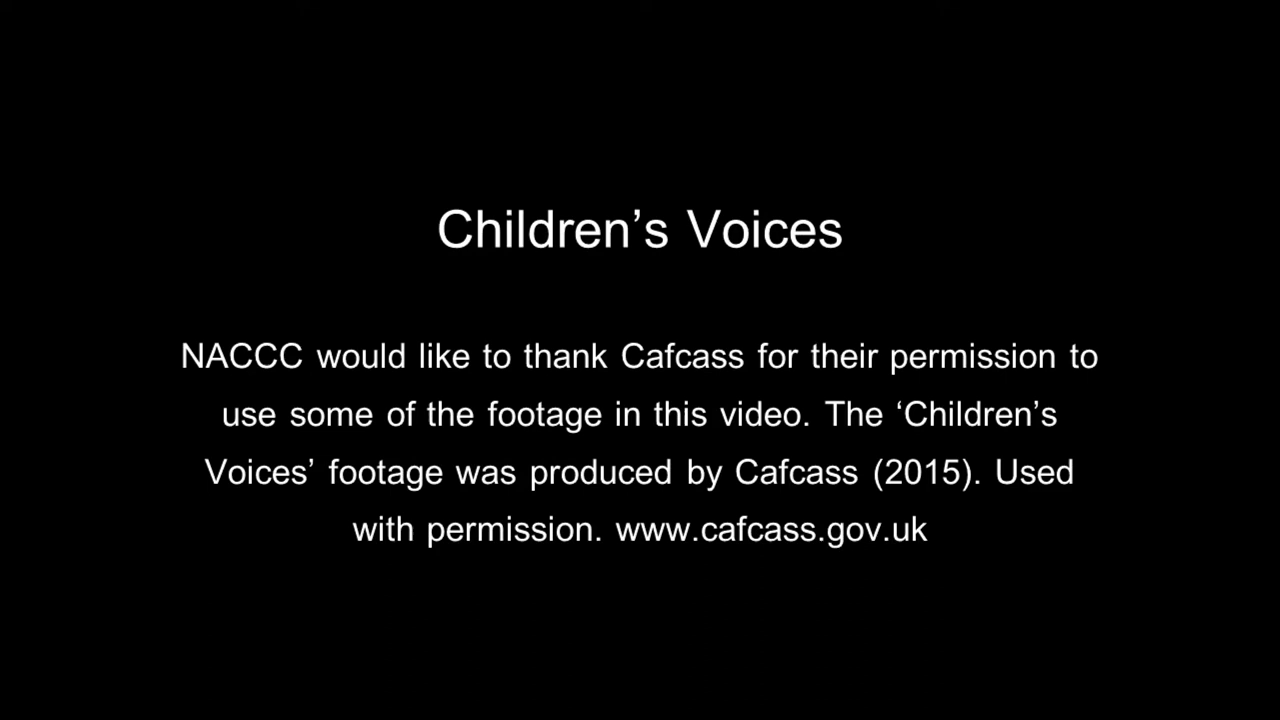 Children’s Voices
NACCC would like to thank Cafcass for their permission to
use some of the footage in this video. The ‘Children’s
Voices’ footage was produced by Cafcass (2015). Used
with permission. www.cafcass.gov.uk